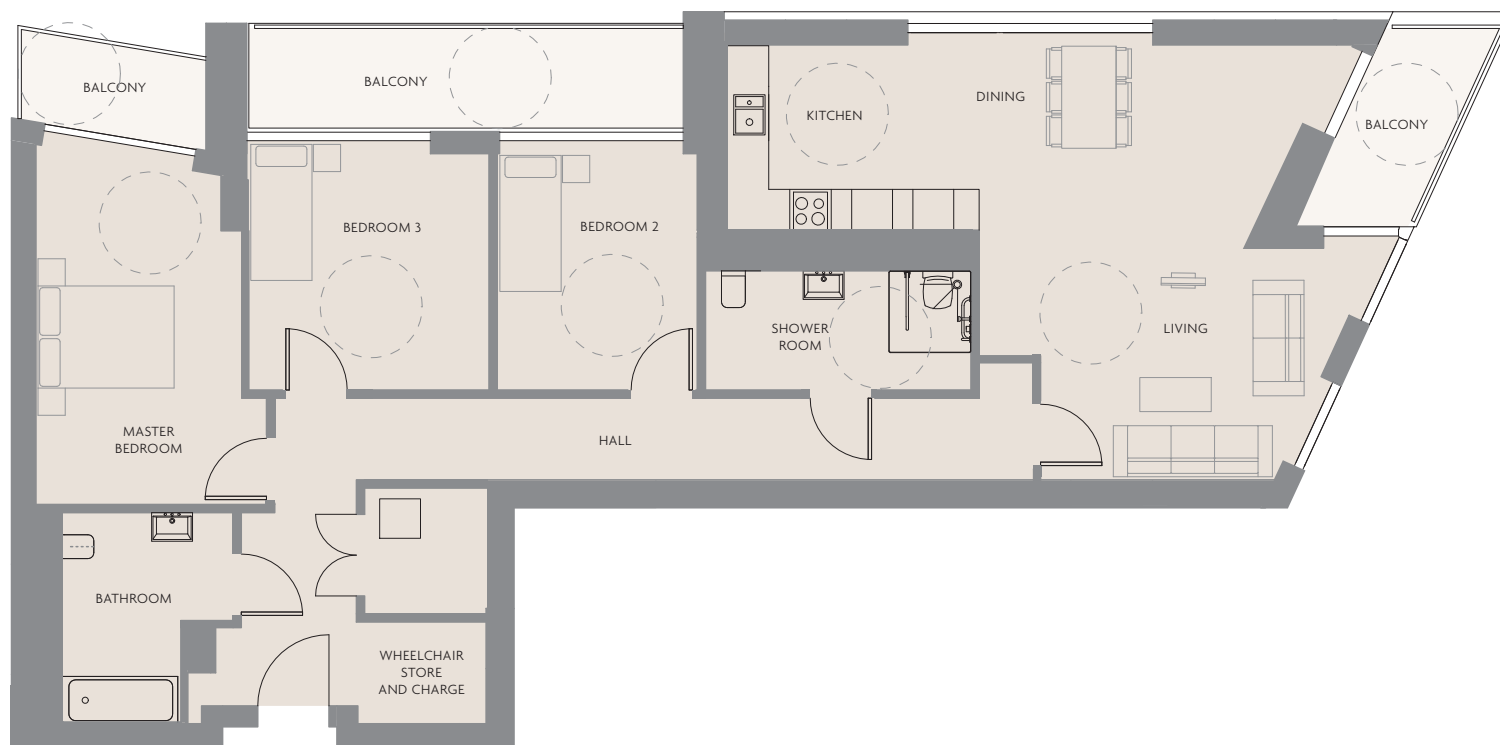 BALCONY
BALCONY
DINING
KITCHEN
BALCONY
BEDROOM 3
BEDROOM 2
SHOWER
ROOM
LIVING
MASTER
BEDROOM
HALL
BATHROOM
WHEELCHAIR
STORE
AND CHARGE